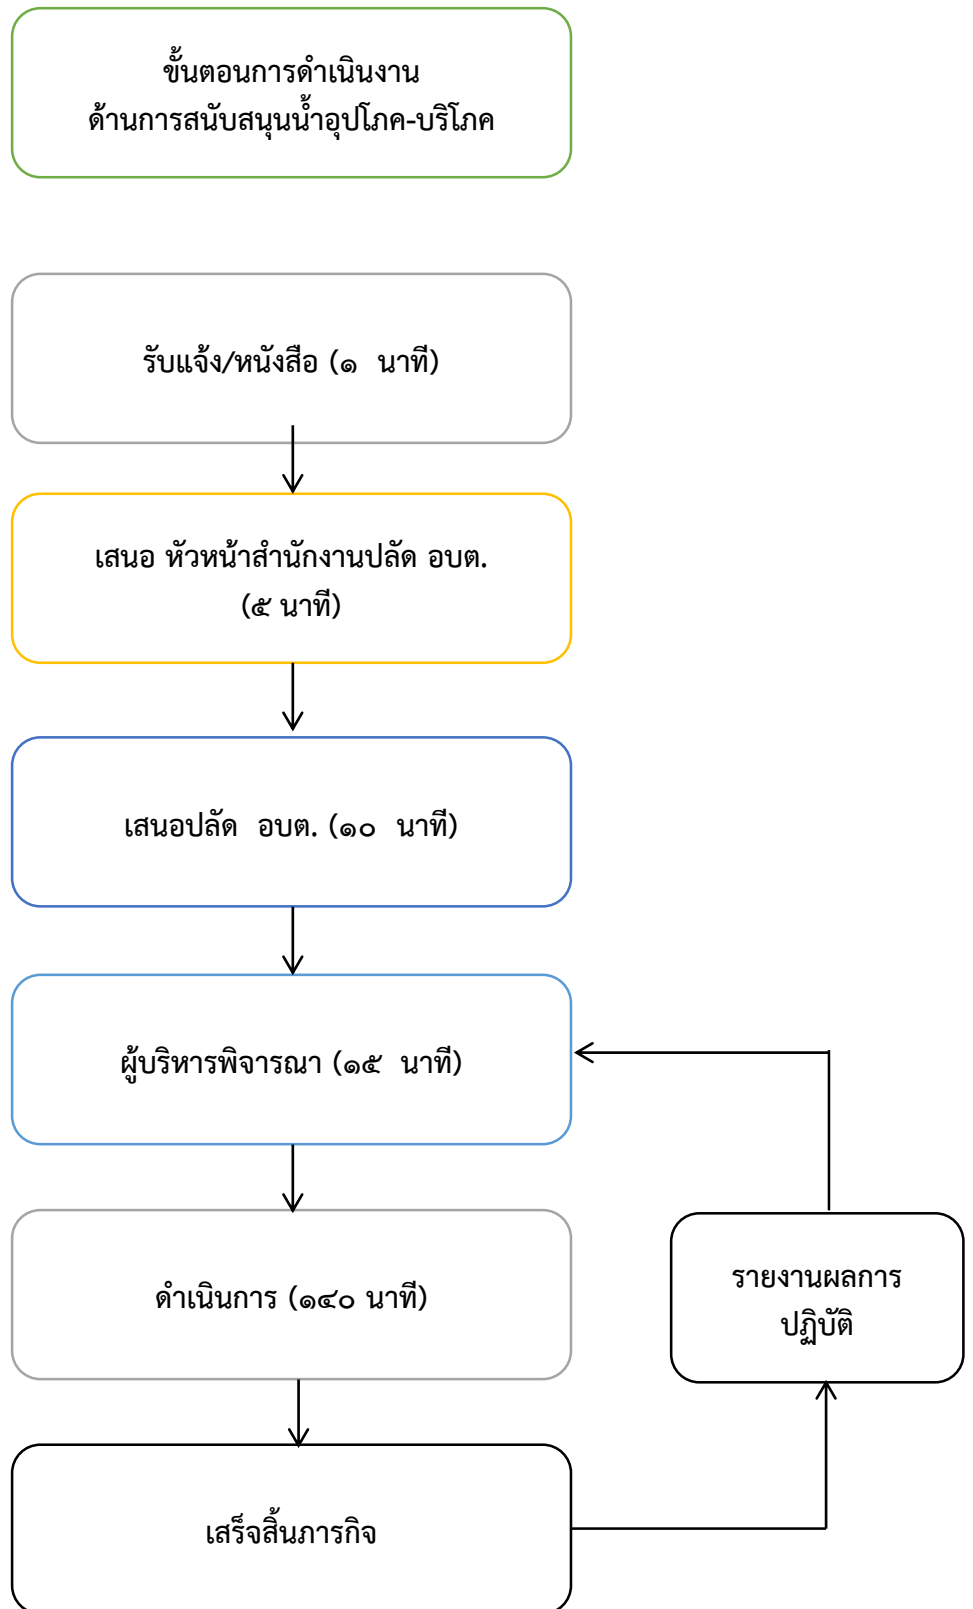 ขั้นตอนการดำเนินงาน
ด้านการสนับสนุนน้ำอุปโภค-บริโภค
รับแจ้ง/หนังสือ (๑ นาที)
เสนอ หัวหน้าสำนักงานปลัด อบต.
(๕ นาที)
เสนอปลัด อบต. (๑๐ นาที)
ผู้บริหารพิจารณา (๑๕ นาที)
ดำเนินการ (๑๔๐ นาที)
รายงานผลการ
ปฏิบัติ
เสร็จสิ้นภารกิจ